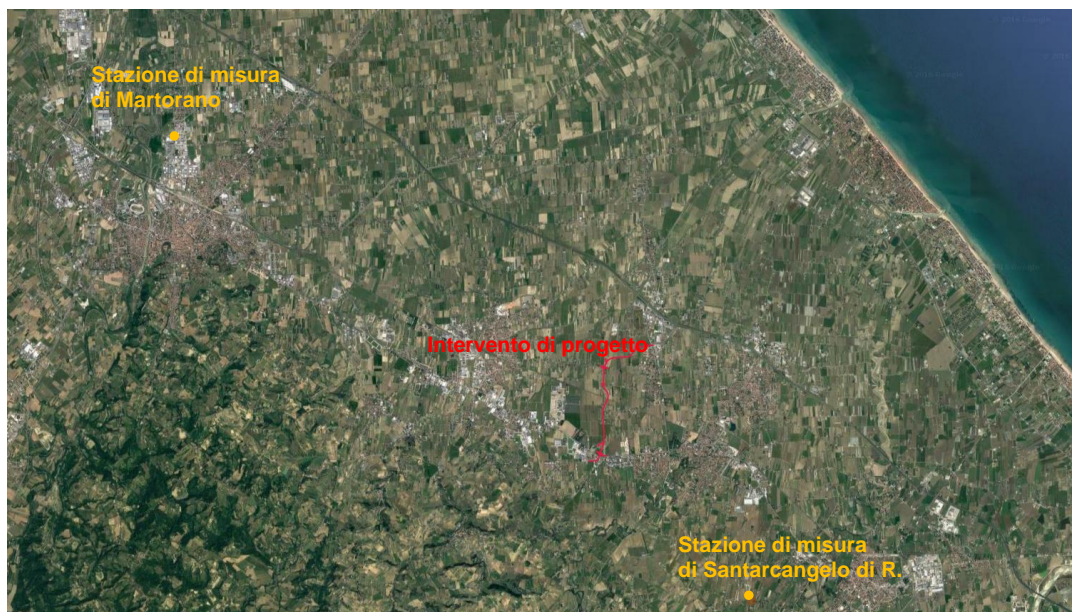 Stazione di misura
di Martorano
Intervento di progetto
Stazione di misura
di Santarcangelo di R.